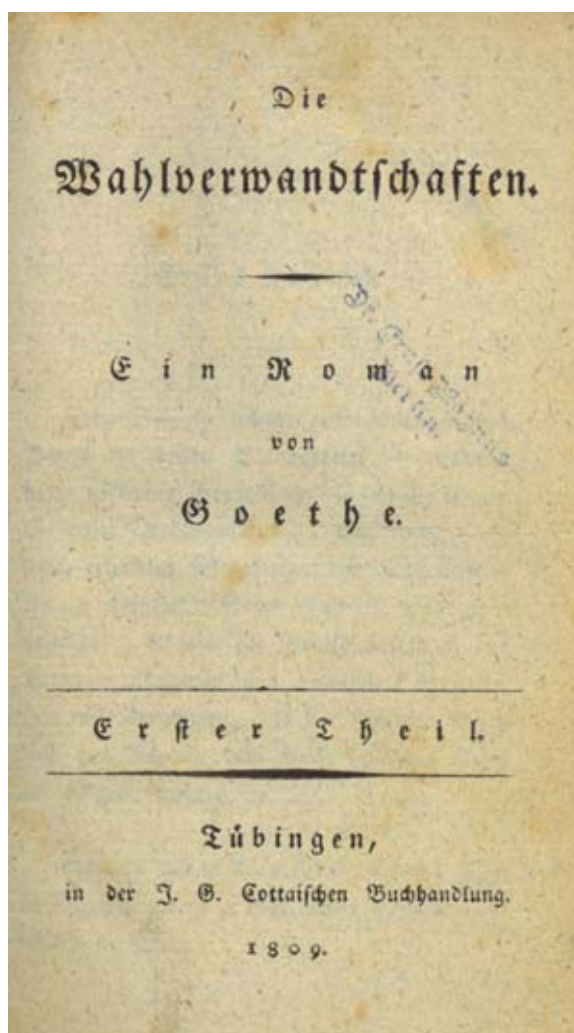 Die
Wahlverwandtschaften.
Ein Roman
von
Goethe.
Erster Theil.
Tübingen,
in der J. G. Cottaischen Buchhandlung.
1809.